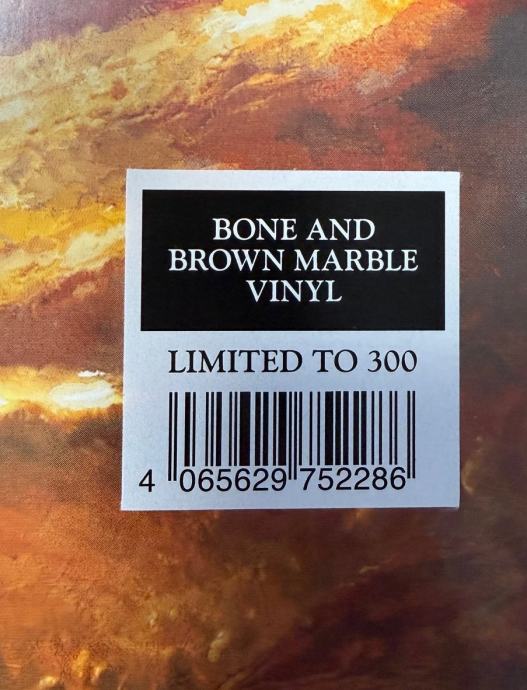 BONE AND
BROWN MARBLE
VINYL
LIMITED TO 300
4 065629 752286